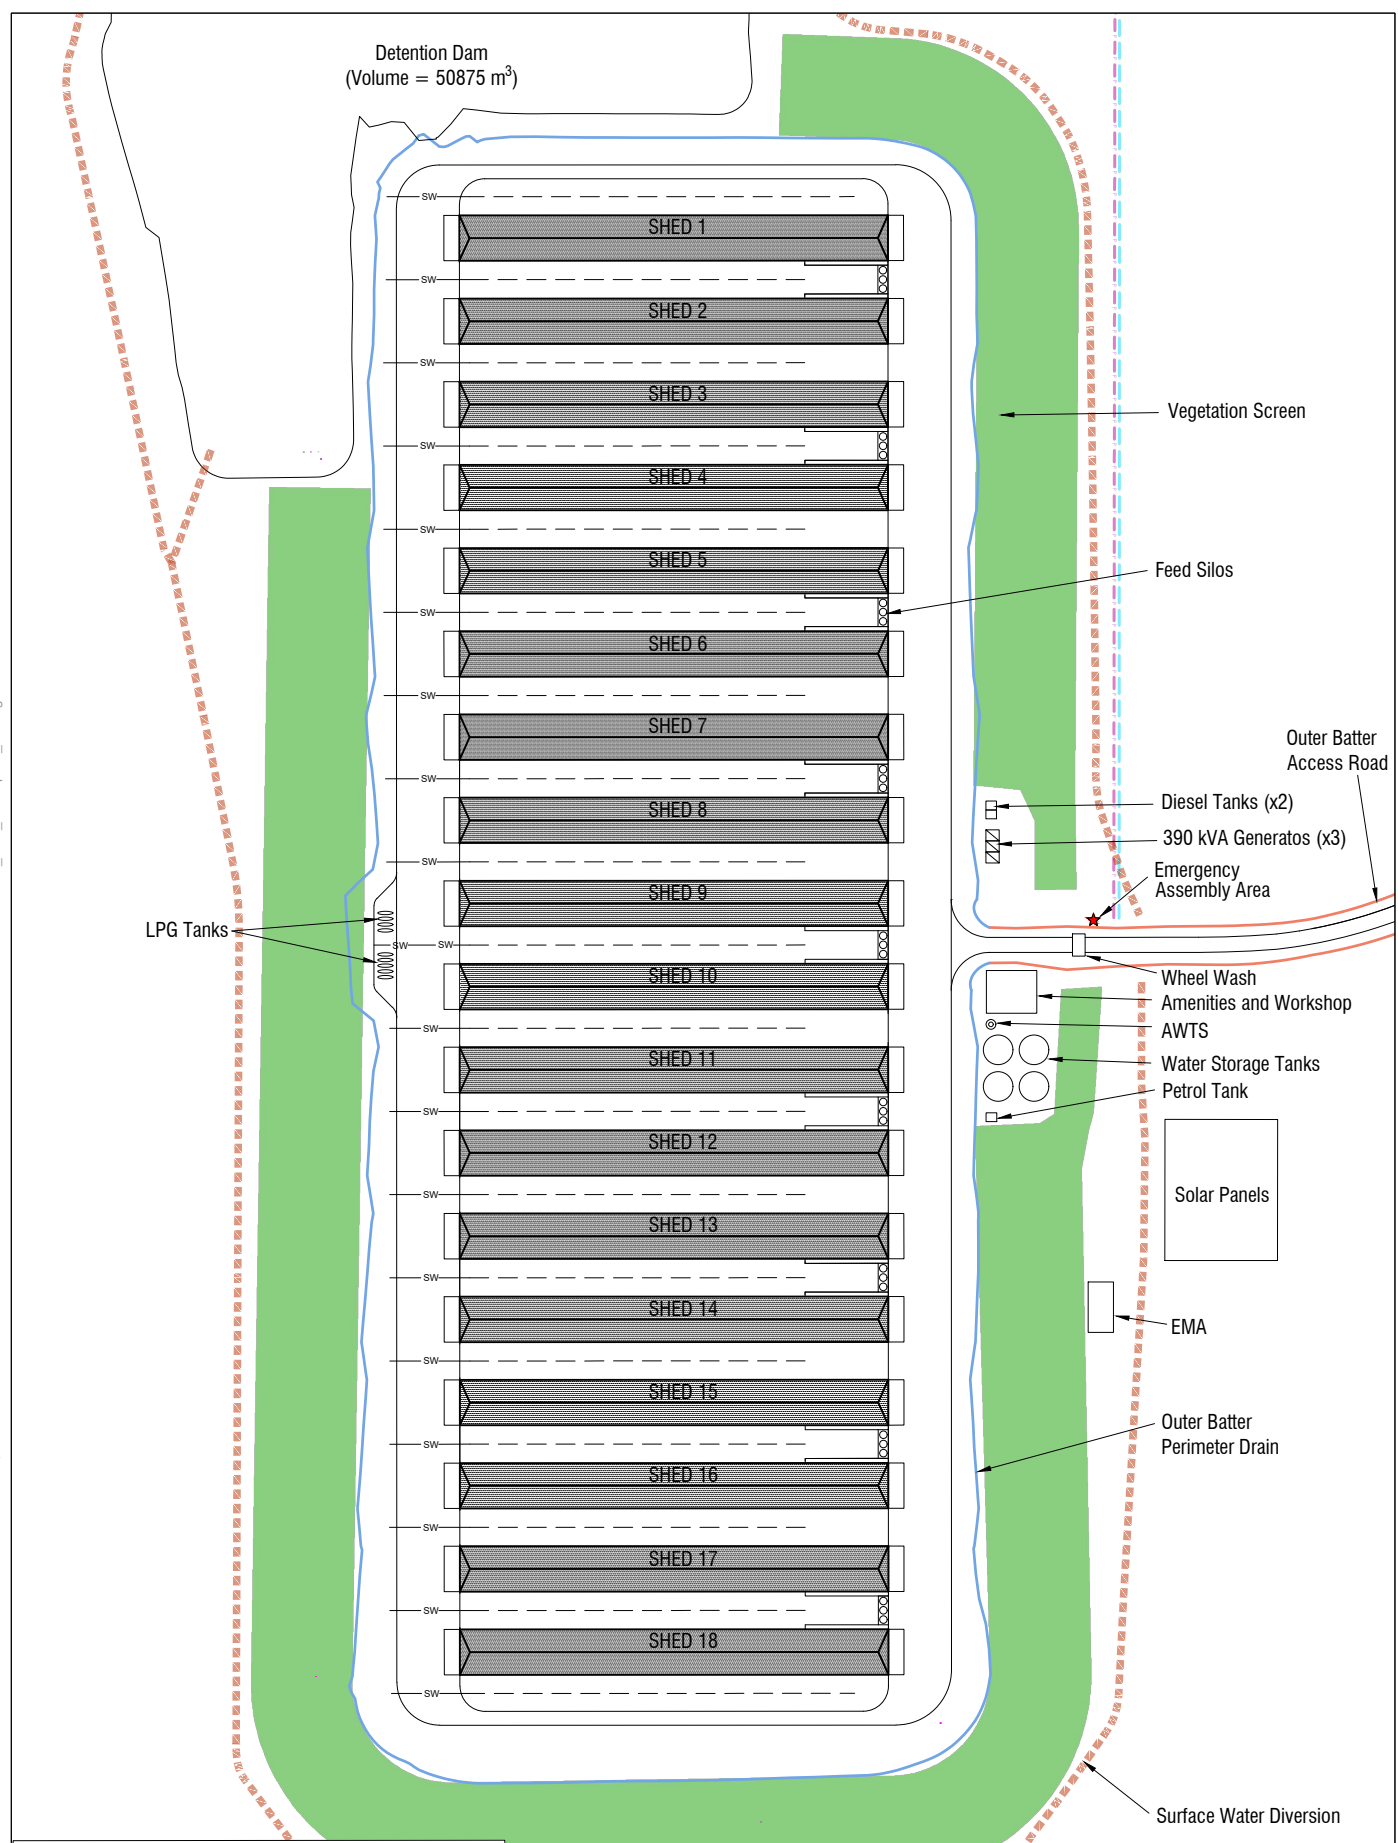 Detention Dam
(Volume = 50875 m³)
SW
SHED 1
SW
SHED 2
SW
SHED 3
SW
SHED 4
SW
SHED 5
SW
SHED 6
SW
SHED 7
SW
SHED 8
SW
SHED 9
SW SW
SHED 10
SW
SHED 11
SW
SHED 12
SW
SHED 13
SW
SHED 14
SW
SHED 15
SW
SHED 16
SW
SHED 17
SW
SHED 18
SW
LPG Tanks
Vegetation Screen
Feed Silos
Outer Batter
Access Road
Diesel Tanks (x2)
390 kVA Generatos (x3)
Emergency
Assembly Area
Wheel Wash
Amenities and Workshop
AWTS
Water Storage Tanks
Petrol Tank
Solar Panels
EMA
Outer Batter
Perimeter Drain
Surface Water Diversion